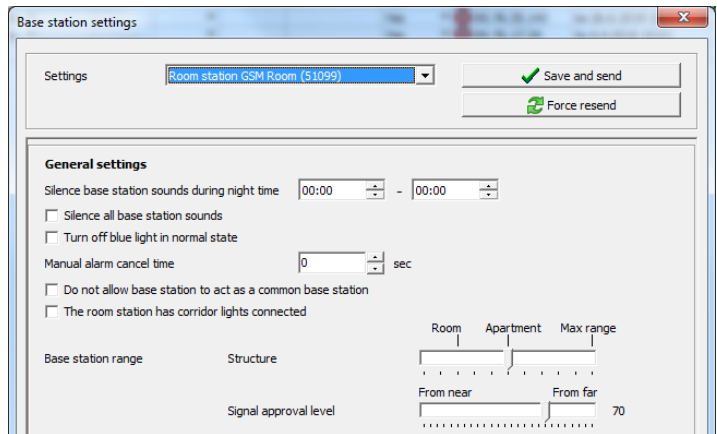 Base station settings
Settings
Room station GSM Room (51099)
Save and send
Force resend
General settings
Silence base station sounds during night time 00:00 - 00:00
Silence all base station sounds
Turn off blue light in normal state
Manual alarm cancel time 0 sec
Do not allow base station to act as a common base station
The room station has corridor lights connected
Room Apartment Max range
Base station range Structure
From near From far
Signal approval level 70